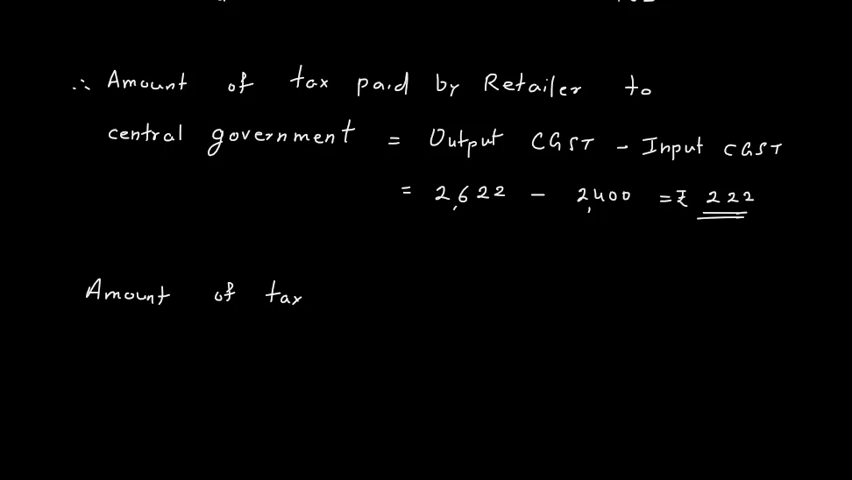 ∴ Amount of tax paid by Retailer to
central government = Output CGST - Input CGST
= 2,622 - 2,400 = ₹ 222
Amount of tax